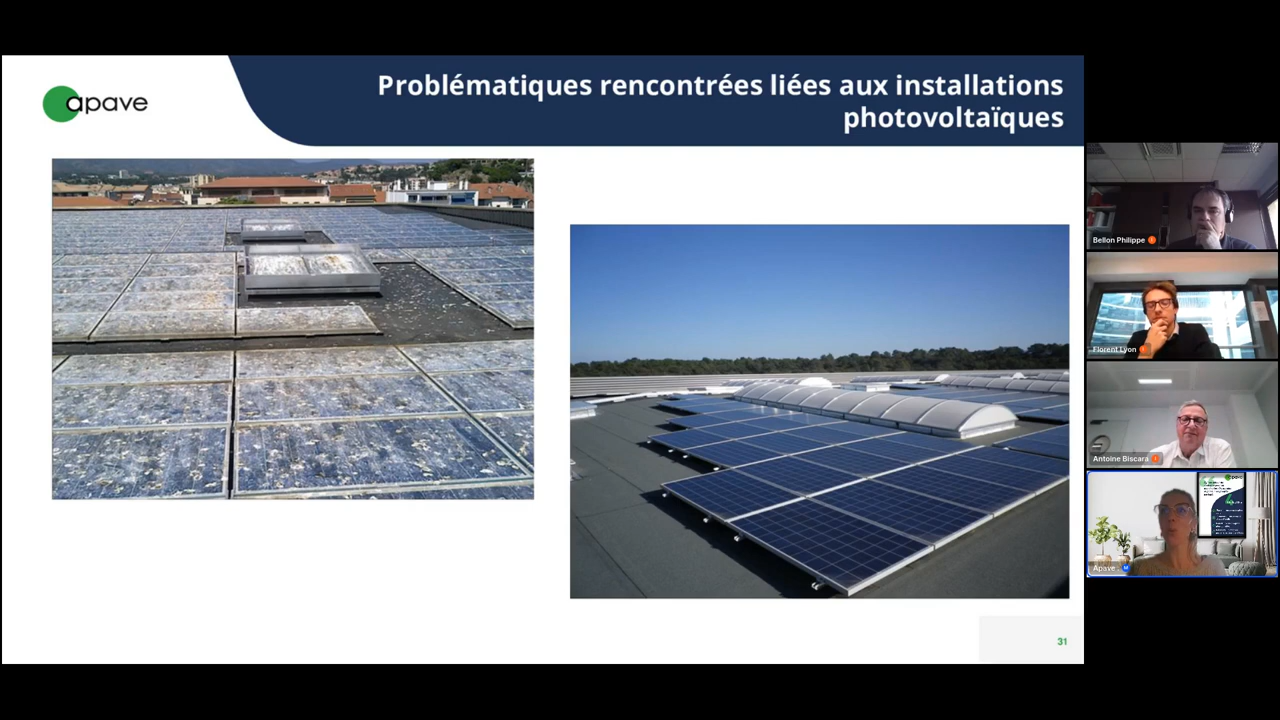 apave
Problématiques rencontrées liées aux installations
photovoltaïques
31
Bellon Philippe
Florent Lyon
Antoine Biscara
Apave